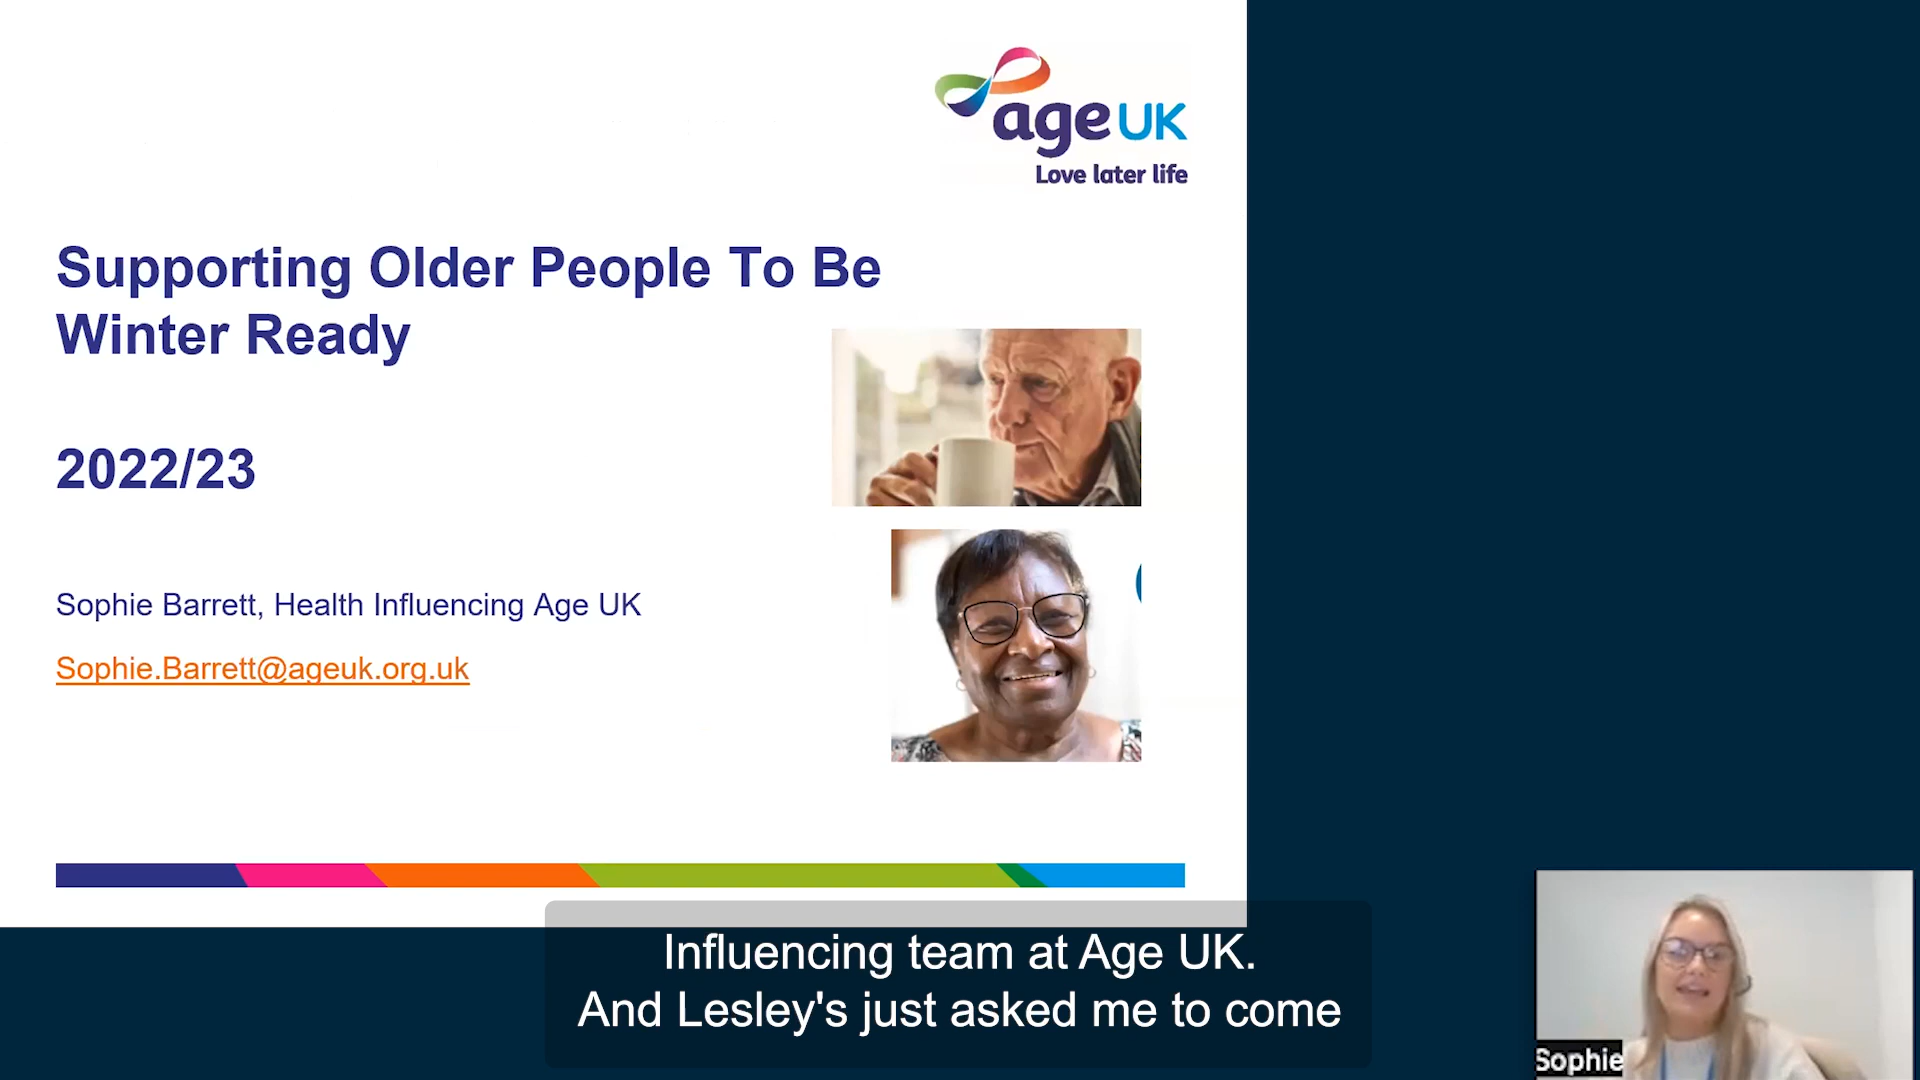 age UK
Love later life
Supporting Older People To Be
Winter Ready
2022/23
Sophie Barrett, Health Influencing Age UK
Sophie.Barrett@ageuk.org.uk
Influencing team at Age UK.
And Lesley's just asked me to come
Sophie